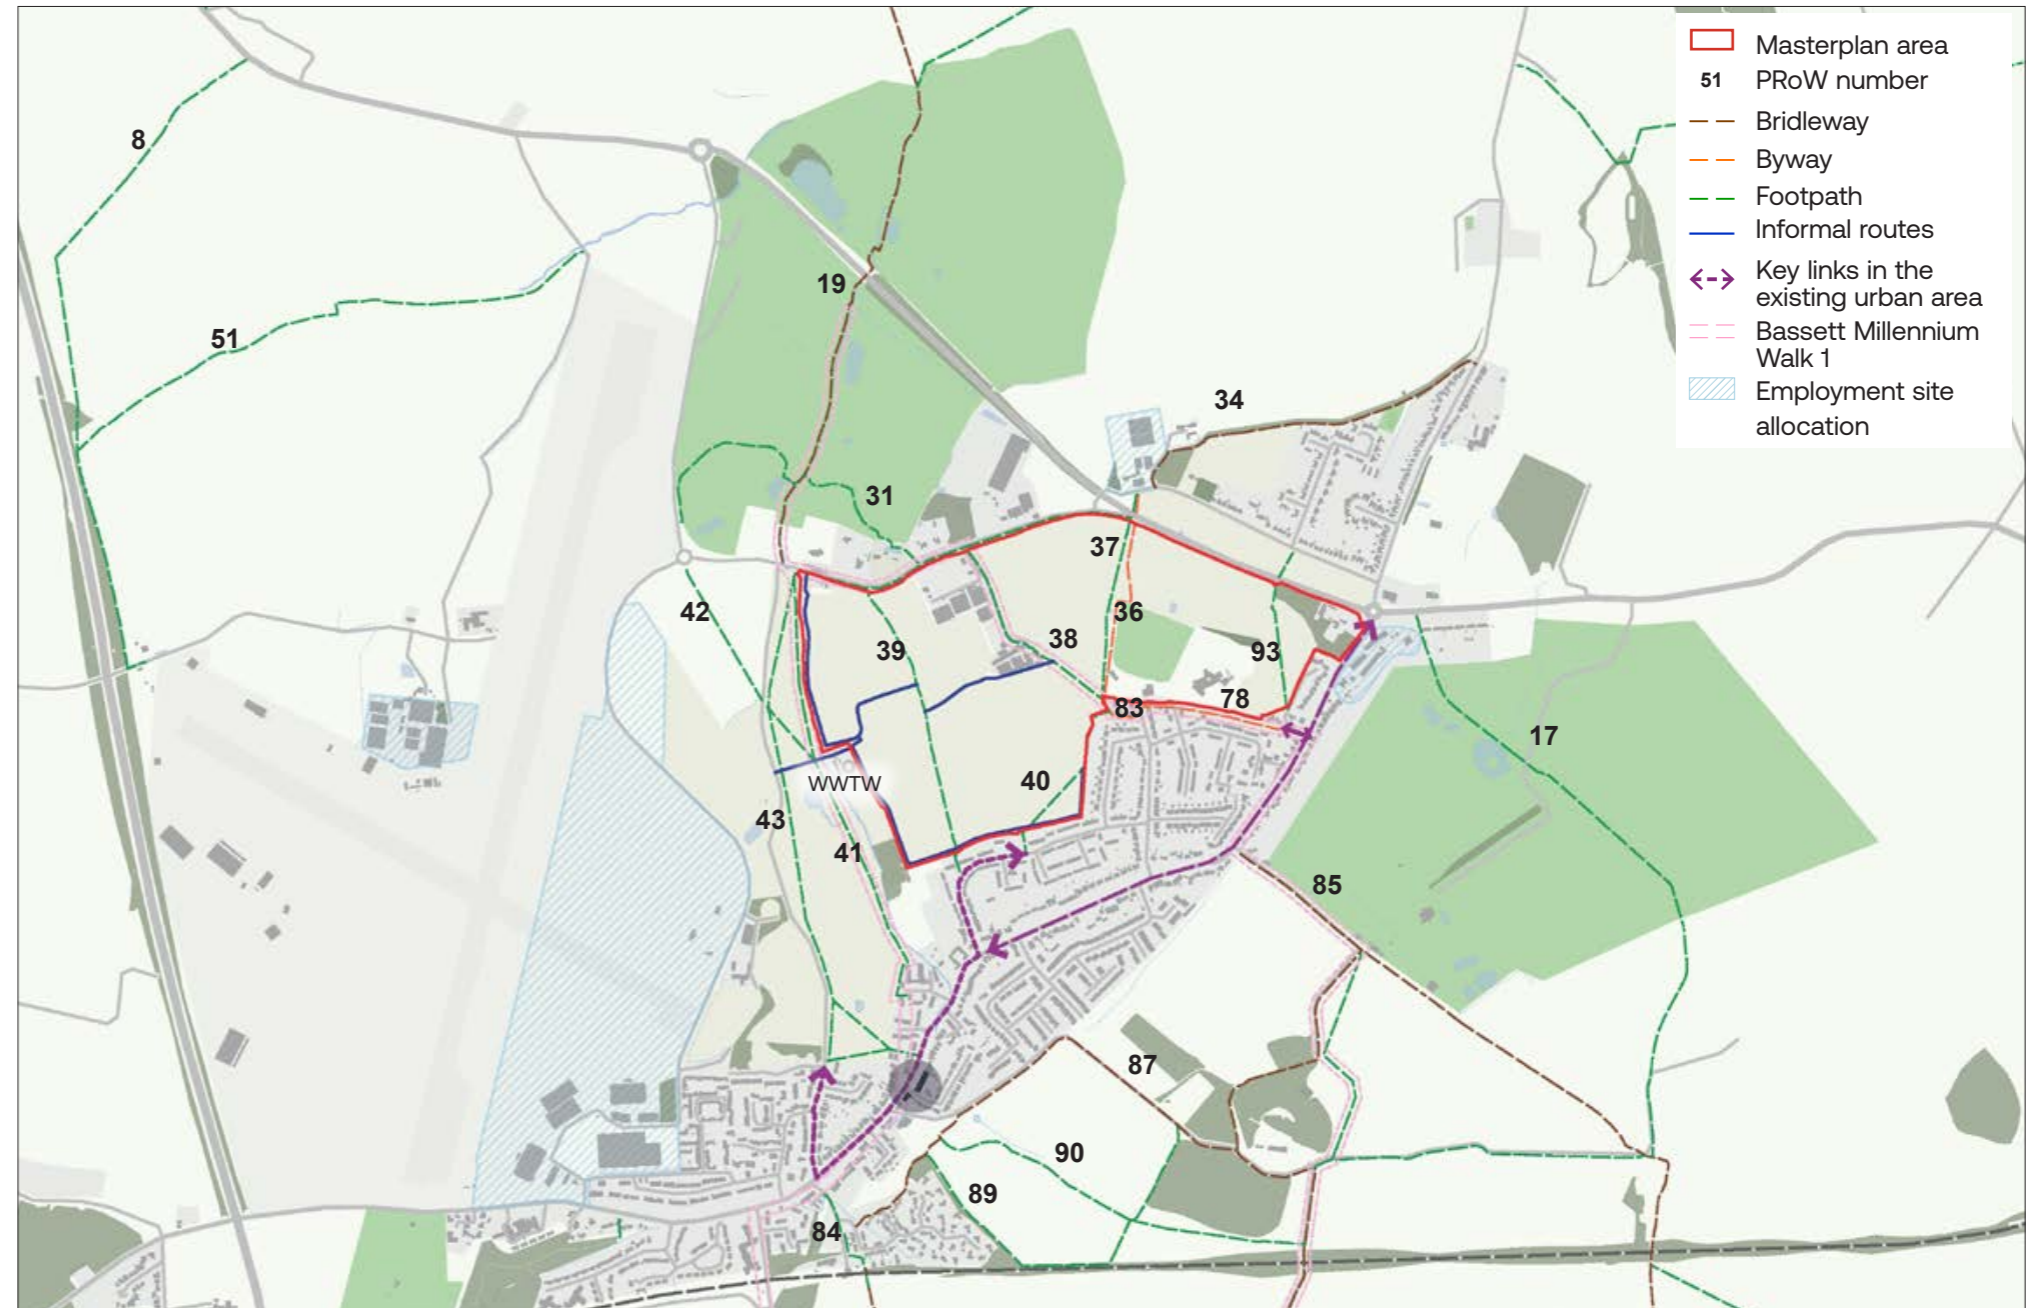 Masterplan area
51 PRoW number
Bridleway
Byway
Footpath
Informal routes
Key links in the
existing urban area
Bassett Millennium
Walk 1
Employment site
allocation
8
19
51
34
31
37
42
36
38
39
93
78
83
17
40
WWTW
43
41
85
87
90
89
84